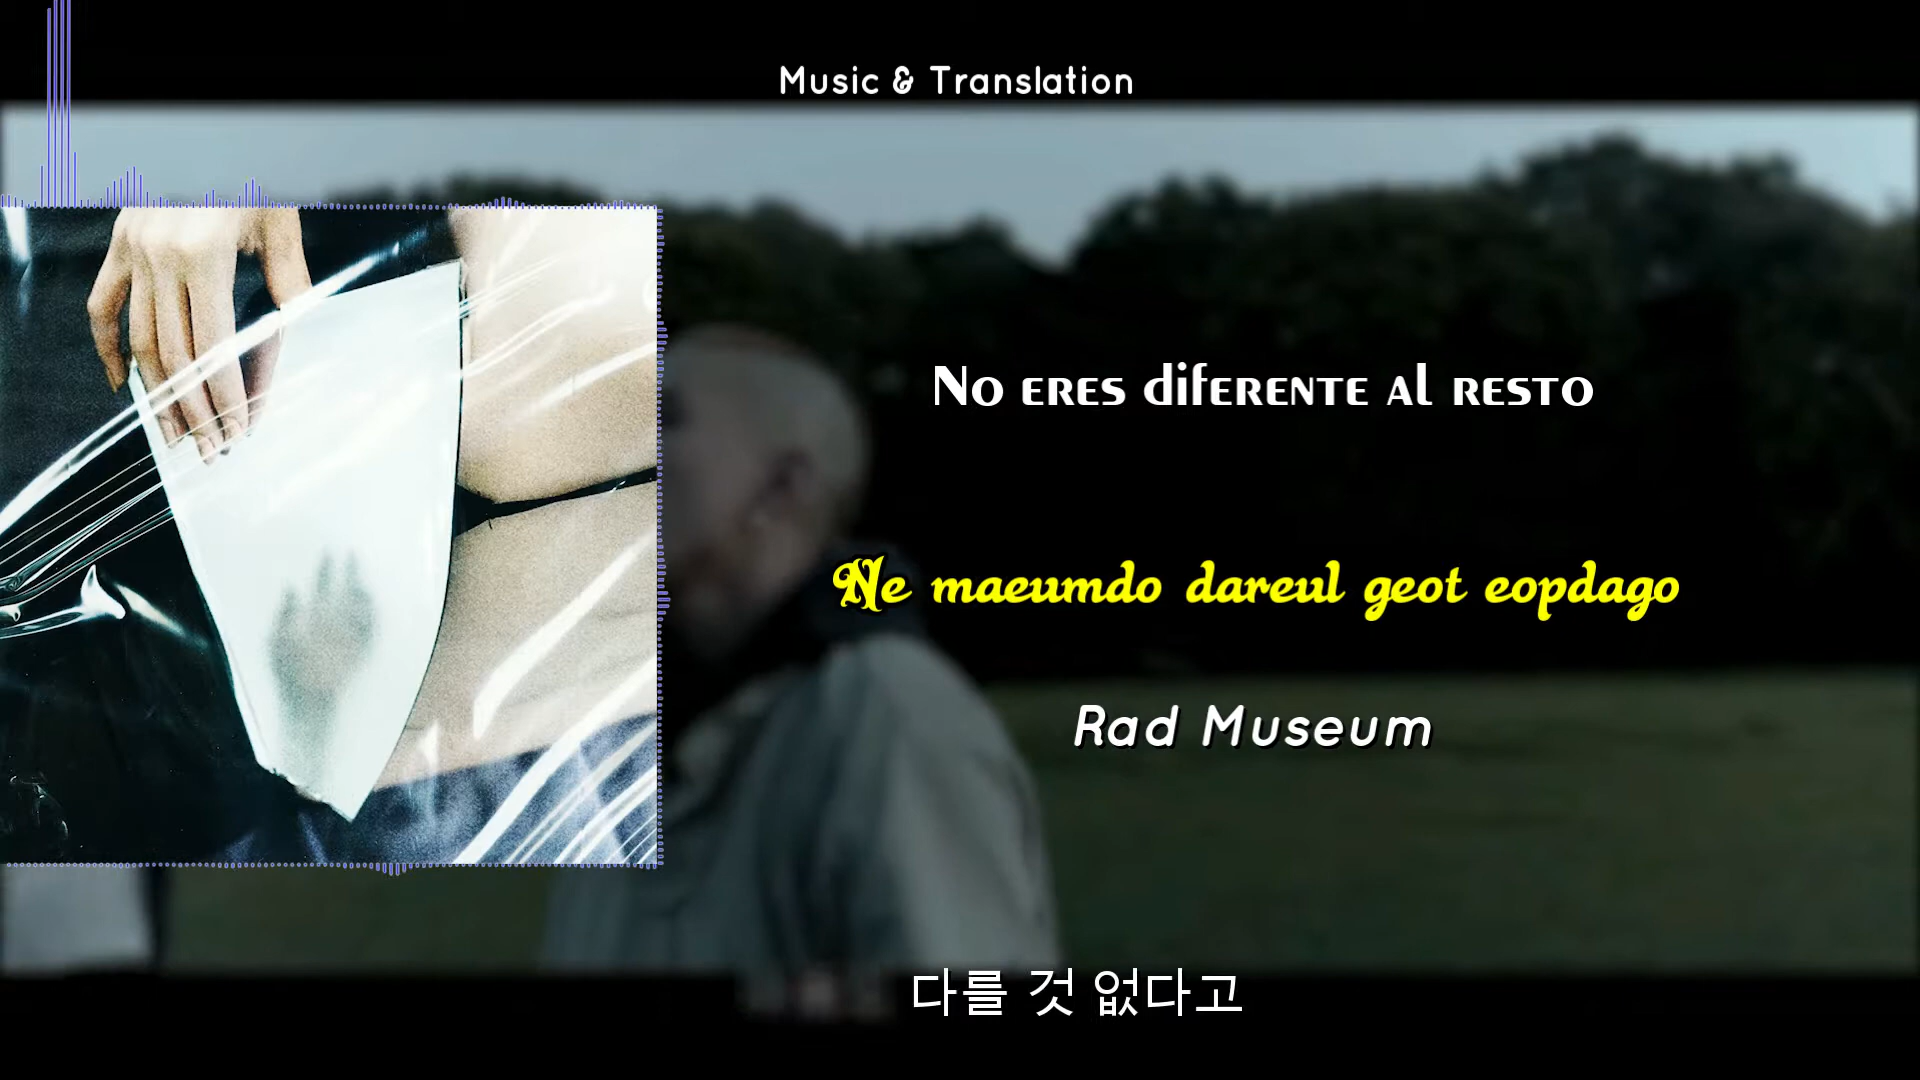 Music & Translation
No eres diferente al resto
Ne maeumdo dareul geot eopdago
Rad Museum
다를 것 없다고